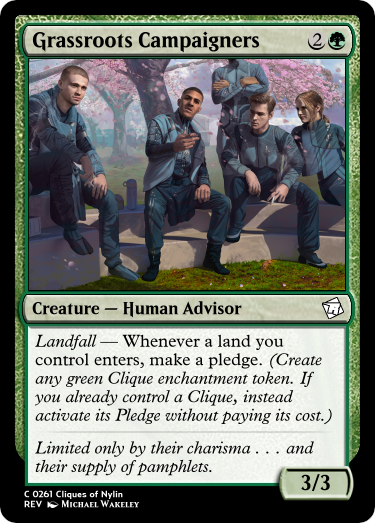 Grassroots Campaigners 2
Creature — Human Advisor
Landfall — Whenever a land you
control enters, make a pledge. (Create
any green Clique enchantment token. If
you already control a Clique, instead
activate its Pledge without paying its cost.)
Limited only by their charisma . . . and
their supply of pamphlets.
3/3
C 0261 Cliques of Nylin
REV Michael Wakeley